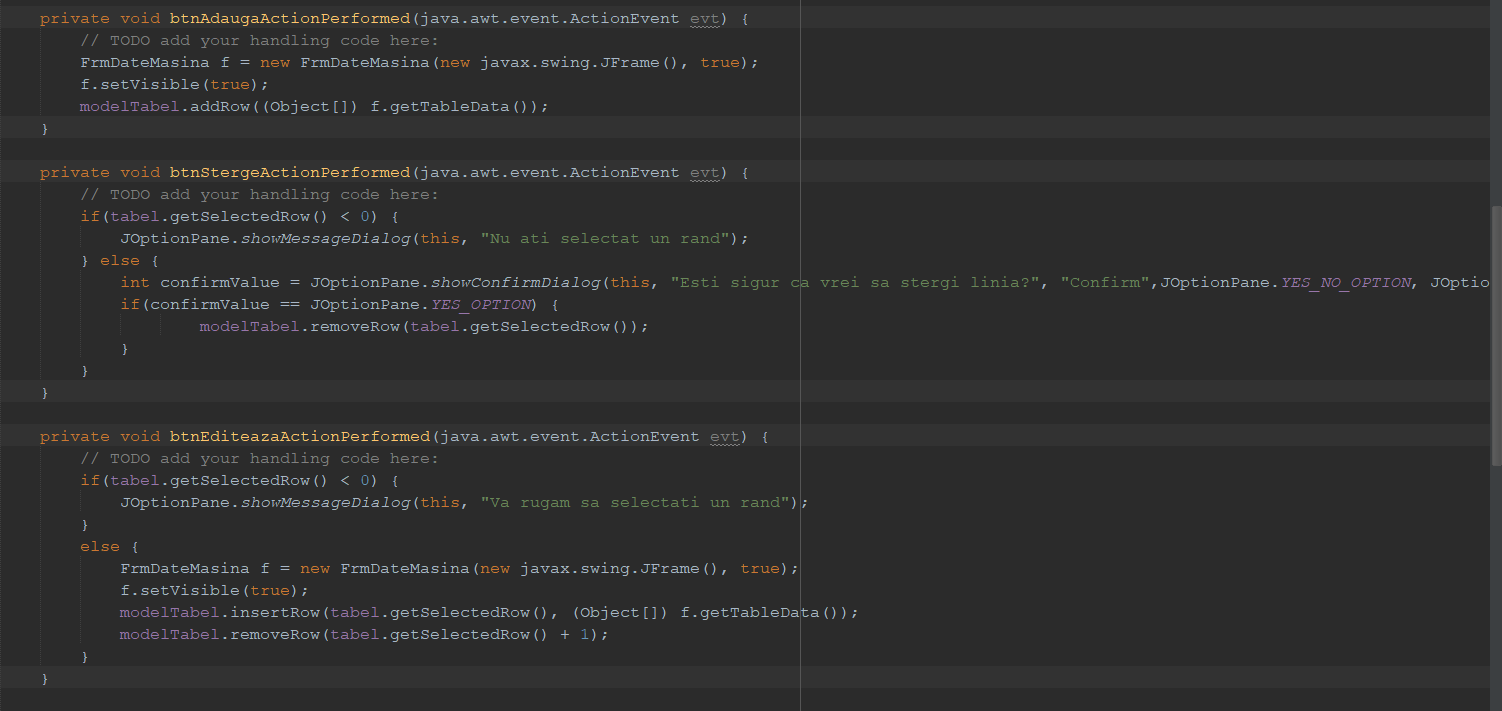 private void btnAdaugaActionPerformed(java.awt.event.ActionEvent evt) {
    // TODO add your handling code here:
    FrmDateMasina f = new FrmDateMasina(new javax.swing.JFrame(), true);
    f.setVisible(true);
    modelTabel.addRow((Object[]) f.getTableData());
}
private void btnStergeActionPerformed(java.awt.event.ActionEvent evt) {
    // TODO add your handling code here:
    if(tabel.getSelectedRow() < 0) {
        JOptionPane.showMessageDialog(this, "Nu ati selectat un rand");
    } else {
        int confirmValue = JOptionPane.showConfirmDialog(this, "Esti sigur ca vrei sa stergi linia?", "Confirm",JOptionPane.YES_NO_OPTION, JOptio
        if(confirmValue == JOptionPane.YES_OPTION) {
                modelTabel.removeRow(tabel.getSelectedRow());
        }
    }
}
private void btnEditeazaActionPerformed(java.awt.event.ActionEvent evt) {
    // TODO add your handling code here:
    if(tabel.getSelectedRow() < 0) {
        JOptionPane.showMessageDialog(this, "Va rugam sa selectati un rand");
    }
    else {
        FrmDateMasina f = new FrmDateMasina(new javax.swing.JFrame(), true);
        f.setVisible(true);
        modelTabel.insertRow(tabel.getSelectedRow(), (Object[]) f.getTableData());
        modelTabel.removeRow(tabel.getSelectedRow() + 1);
    }
}